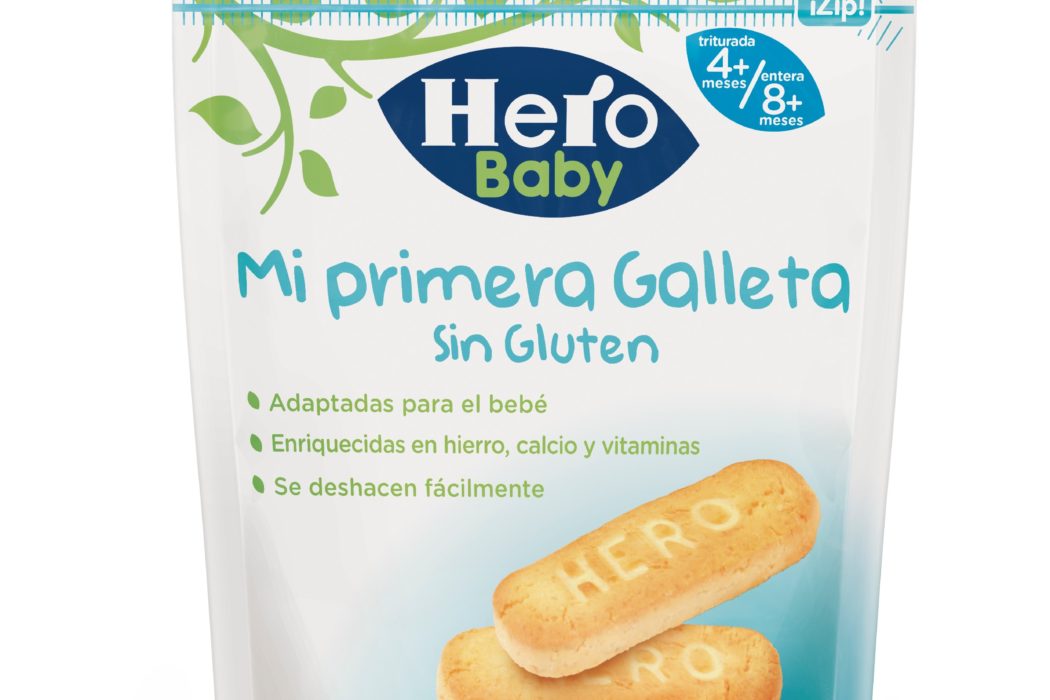 ¡Zip!
triturada
4+
meses
/
entera
8+
meses
Hero
Baby
Mi primera Galleta
Sin Gluten
Adaptadas para el bebé
Enriquecidas en hierro, calcio y vitaminas
Se deshacen fácilmente
HERO
ERO